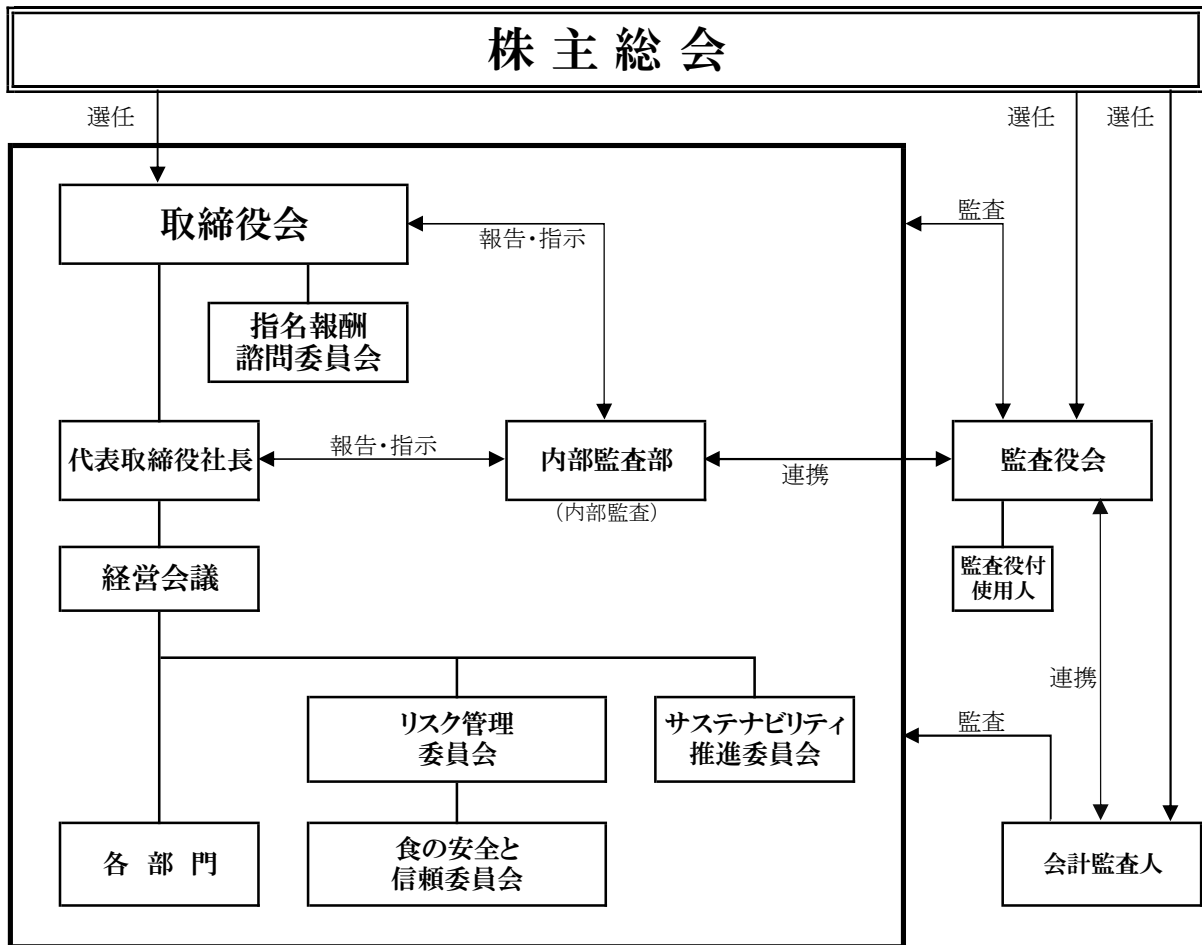 株主総会
選任
選任
選任
取締役会
報告・指示
監査
指名報酬
諮問委員会
代表取締役社長
報告・指示
内部監査部
(内部監査)
連携
監査役会
経営会議
監査役付
使用人
連携
リスク管理
委員会
サステナビリティ
推進委員会
監査
各部門
食の安全と
信頼委員会
会計監査人